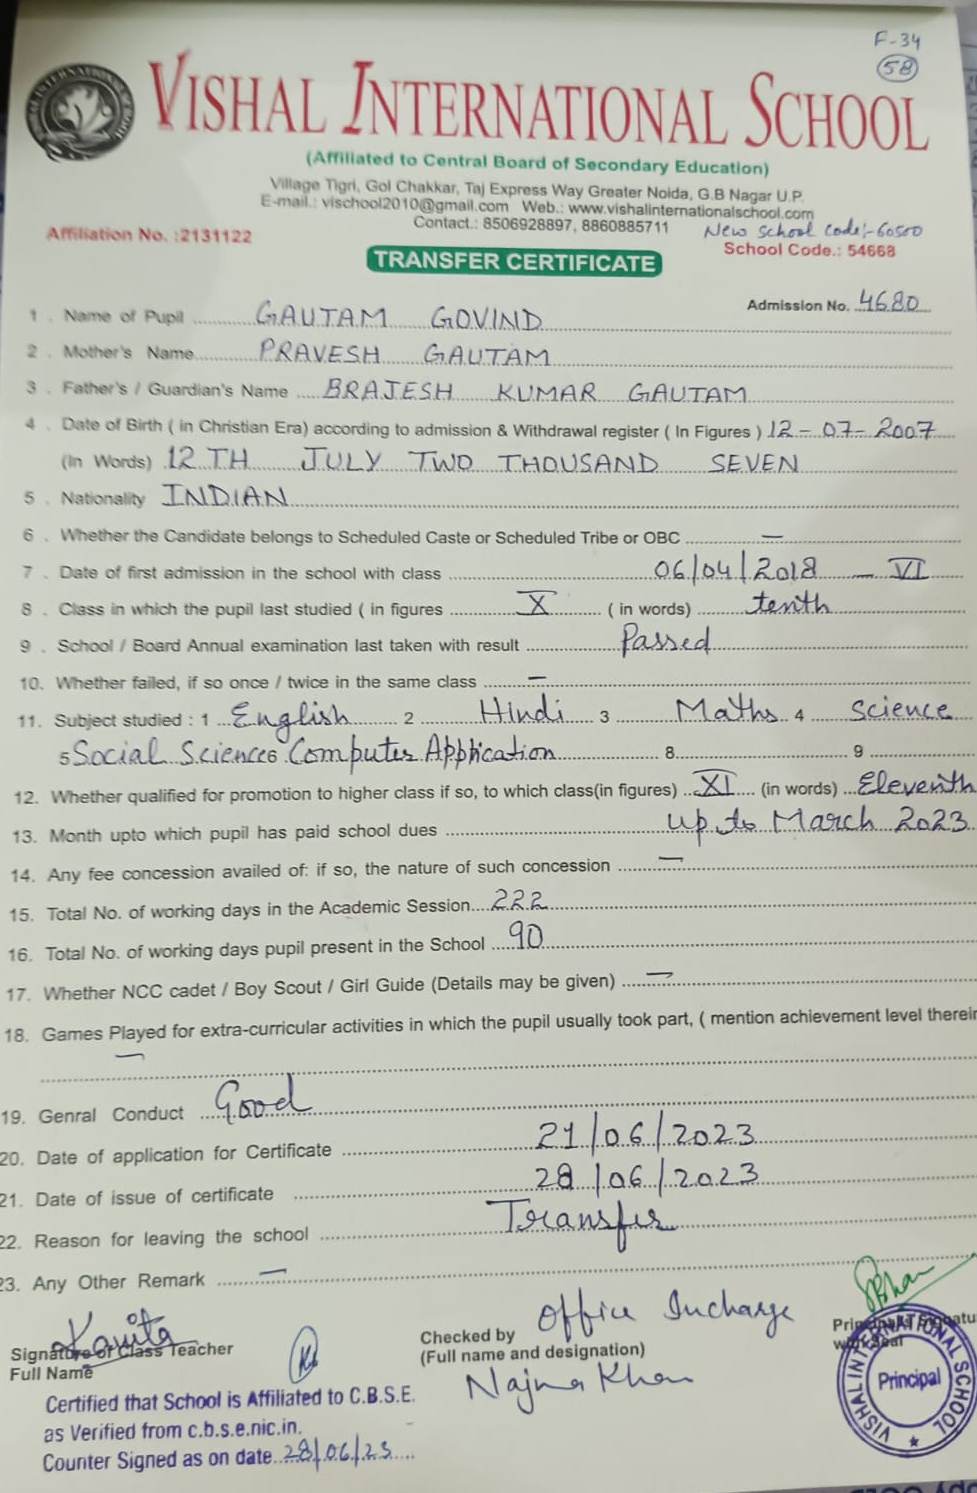 F-34
58
VISHAL INTERNATIONAL SCHOOL
(Affiliated to Central Board of Secondary Education)
Village Tigri, Gol Chakkar, Taj Express Way Greater Noida, G.B Nagar U.P.
E-mail.: vischool2010@gmail.com Web.: www.vishalinternationalschool.com
Contact.: 8506928897, 8860885711
New School Code:-60500
Affiliation No. :2131122
School Code.: 54668
TRANSFER CERTIFICATE
Admission No. 4680
1 . Name of Pupil GAUTAM GOVIND
2 . Mother's Name PRAVESH GAUTAM
3 . Father's / Guardian's Name BRAJESH KUMAR GAUTAM
4 . Date of Birth ( in Christian Era) according to admission & Withdrawal register ( In Figures ) 12-07-2007
(In Words) 12 TH JULY TWO THOUSAND SEVEN
5 . Nationality INDIAN
6 . Whether the Candidate belongs to Scheduled Caste or Scheduled Tribe or OBC —
7 . Date of first admission in the school with class 06/04/2018 — VI
8 . Class in which the pupil last studied ( in figures X ( in words) tenth
9 . School / Board Annual examination last taken with result Passed
10. Whether failed, if so once / twice in the same class —
11. Subject studied : 1 English 2 Hindi 3 Maths 4 Science
5 Social Science 6 Computer Application 8 9
12. Whether qualified for promotion to higher class if so, to which class(in figures) XI (in words) Eleventh
13. Month upto which pupil has paid school dues up to March 2023
14. Any fee concession availed of: if so, the nature of such concession —
15. Total No. of working days in the Academic Session 222
16. Total No. of working days pupil present in the School 90
17. Whether NCC cadet / Boy Scout / Girl Guide (Details may be given) —
18. Games Played for extra-curricular activities in which the pupil usually took part, ( mention achievement level therein
—
19. Genral Conduct Good
20. Date of application for Certificate 21/06/2023
21. Date of issue of certificate 28/06/2023
22. Reason for leaving the school Transfer
23. Any Other Remark —
Kavita
Signature of Class Teacher
Full Name
Checked by Office Incharge
(Full name and designation)
Najma Khan
VISHAL INTERNATIONAL SCHOOL
Principal
Certified that School is Affiliated to C.B.S.E.
as Verified from c.b.s.e.nic.in.
Counter Signed as on date 28/06/23